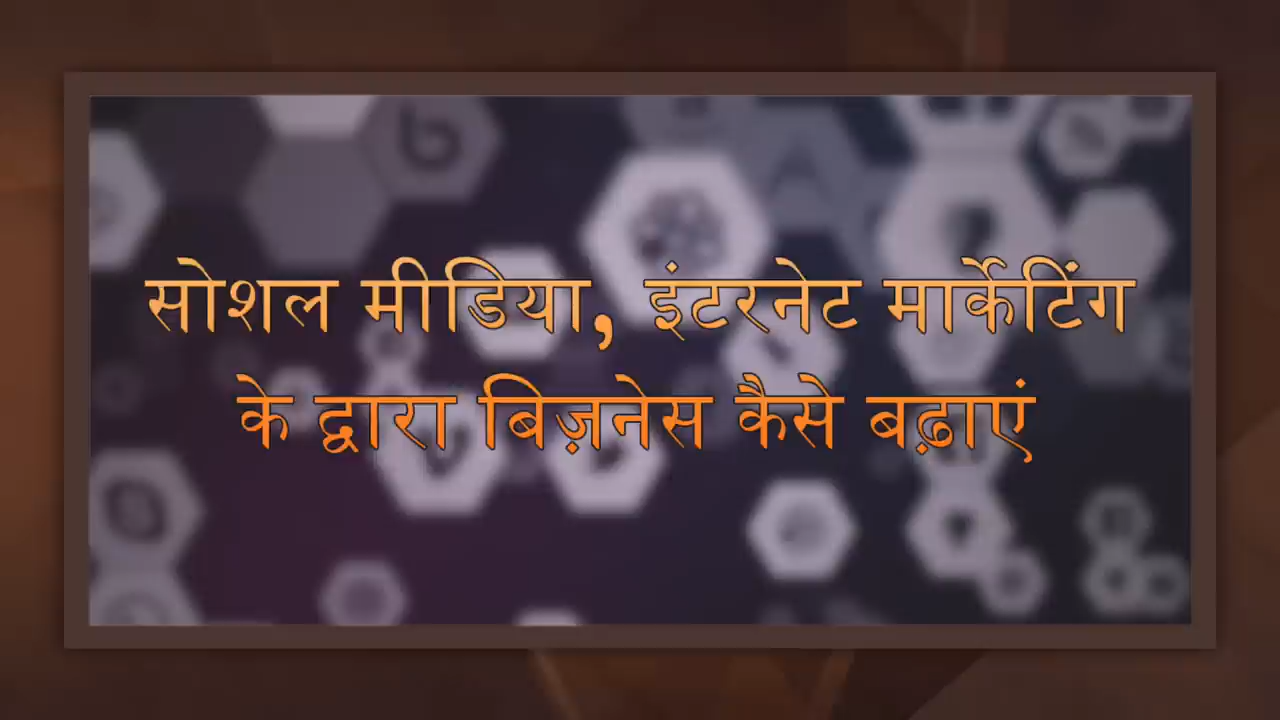 सोशल मीडिया, इंटरनेट मार्केटिंग
के द्वारा बिज़नेस कैसे बढ़ाएं